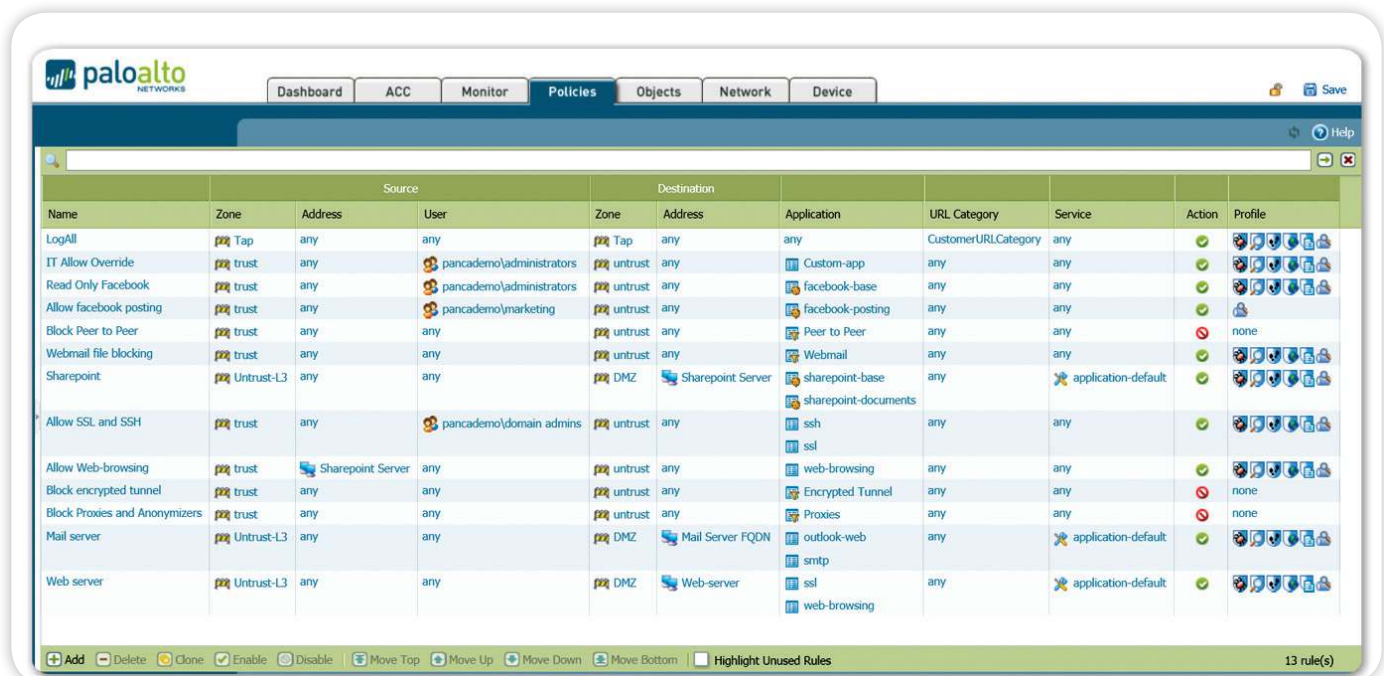 paloalto
NETWORKS
Dashboard ACC Monitor Policies Objects Network Device Save
Help
Source Destination
Name Zone Address User Zone Address Application URL Category Service Action Profile
LogAll Tap any any Tap any any CustomerURLCategory any
IT Allow Override trust any pancademo\administrators untrust any Custom-app any any
Read Only Facebook trust any pancademo\administrators untrust any facebook-base any any
Allow facebook posting trust any pancademo\marketing untrust any facebook-posting any any
Block Peer to Peer trust any any untrust any Peer to Peer any any none
Webmail file blocking trust any any untrust any Webmail any any
Sharepoint Untrust-L3 any any DMZ Sharepoint Server sharepoint-base any application-default
sharepoint-documents
Allow SSL and SSH trust any pancademo\domain admins untrust any ssh any any
ssl
Allow Web-browsing trust Sharepoint Server any untrust any web-browsing any any
Block encrypted tunnel trust any any untrust any Encrypted Tunnel any any none
Block Proxies and Anonymizers trust any any untrust any Proxies any any none
Mail server Untrust-L3 any any DMZ Mail Server FQDN outlook-web any application-default
smtp
Web server Untrust-L3 any any DMZ Web-server ssl any application-default
web-browsing
Add Delete Clone Enable Disable Move Top Move Up Move Down Move Bottom Highlight Unused Rules 13 rule(s)